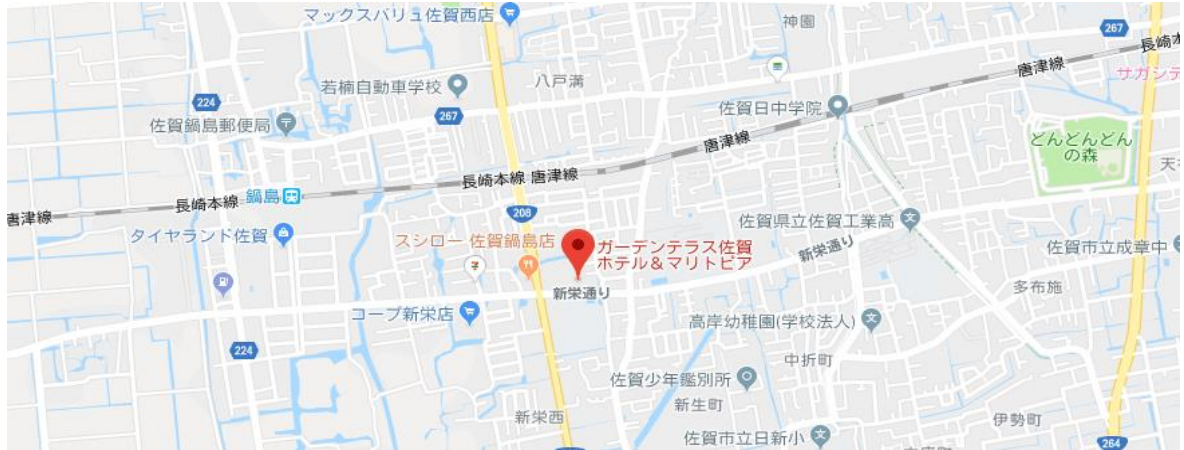 マックスバリュ佐賀西店
神園
267
長崎本
唐津線
サガシテ
八戸溝
若楠自動車学校
224
267
佐賀日中学院
佐賀鍋島郵便局
唐津線
どんどんどん
の森
天
長崎本線 唐津線
長崎本線
鍋島
唐津線
208
佐賀県立佐賀工業高
タイヤランド佐賀
スシロー 佐賀鍋島店
ガーデンテラス佐賀
ホテル&マリトピア
新栄通り
佐賀市立成章中
新栄通り
多布施
コープ新栄店
高岸幼稚園(学校法人)
224
中折町
佐賀少年鑑別所
新生町
新栄西
伊勢町
佐賀市立日新小
264